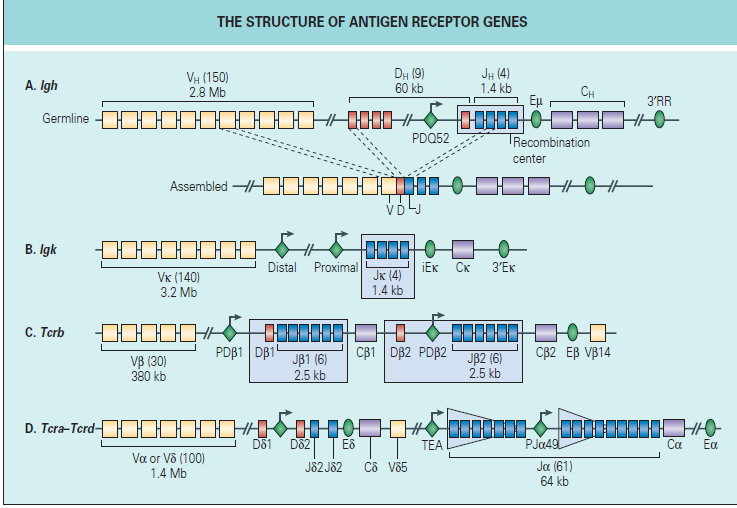 THE STRUCTURE OF ANTIGEN RECEPTOR GENES
A. Igh
VH (150)
2.8 Mb
DH (9)
60 kb
JH (4)
1.4 kb
Eμ
CH
3′RR
Germline
PDQ52
Recombination
center
Assembled
V D J
B. Igk
Distal
Proximal
Jκ (4)
1.4 kb
iEκ
Cκ
3′Eκ
Vκ (140)
3.2 Mb
C. Tcrb
PDβ1
Dβ1
Jβ1 (6)
2.5 kb
Cβ1
Dβ2
PDβ2
Jβ2 (6)
2.5 kb
Cβ2
Eβ
Vβ14
Vβ (30)
380 kb
D. Tcra–Tcrd
Dδ1
Dδ2
Eδ
Jδ2
Jδ2
Cδ
Vδ5
TEA
PJα49
Cα
Eα
Vα or Vδ (100)
1.4 Mb
Jα (61)
64 kb